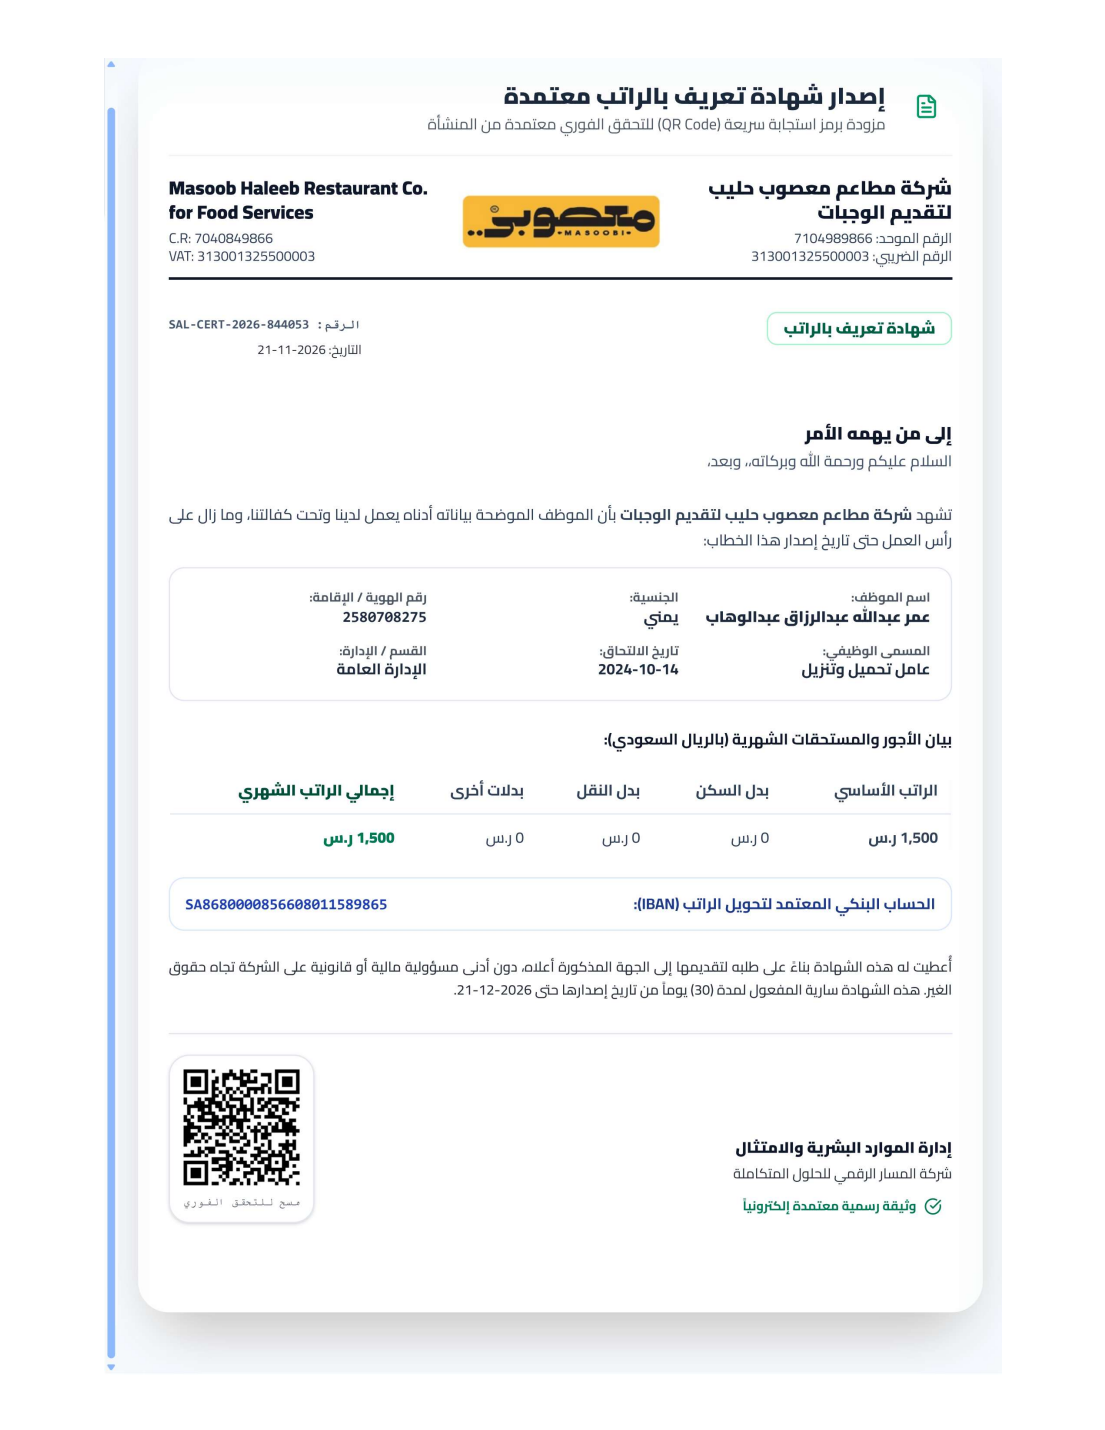 إصدار شهادة تعريف بالراتب معتمدة
مزودة برمز استجابة سريعة (QR Code) للتحقق الفوري معتمدة من المنشأة
شركة مطاعم معصوب حليب
لتقديم الوجبات
الرقم الموحد: 7104989866
الرقم الضريبي: 313001325500003
معصوبي..
MASOOBI
Masoob Haleeb Restaurant Co.
for Food Services
C.R: 7040849866
VAT: 313001325500003
شهادة تعريف بالراتب
الرقم: SAL-CERT-2026-844053
التاريخ: 2026-11-21
إلى من يهمه الأمر
السلام عليكم ورحمة الله وبركاته،، وبعد،
تشهد شركة مطاعم معصوب حليب لتقديم الوجبات بأن الموظف الموضحة بياناته أدناه يعمل لدينا وتحت كفالتنا، وما زال على
رأس العمل حتى تاريخ إصدار هذا الخطاب:
اسم الموظف: الجنسية: رقم الهوية / الإقامة:
عمر عبدالله عبدالرزاق عبدالوهاب يمني 2580708275
المسمى الوظيفي: تاريخ الالتحاق: القسم / الإدارة:
عامل تحميل وتنزيل 2024-10-14 الإدارة العامة
بيان الأجور والمستحقات الشهرية (بالريال السعودي):
الراتب الأساسي بدل السكن بدل النقل بدلات أخرى إجمالي الراتب الشهري
1,500 ر.س 0 ر.س 0 ر.س 0 ر.س 1,500 ر.س
الحساب البنكي المعتمد لتحويل الراتب (IBAN): SA8680000856608011589865
أُعطيت له هذه الشهادة بناءً على طلبه لتقديمها إلى الجهة المذكورة أعلاه، دون أدنى مسؤولية مالية أو قانونية على الشركة تجاه حقوق
الغير. هذه الشهادة سارية المفعول لمدة (30) يوماً من تاريخ إصدارها حتى 2026-12-21.
إدارة الموارد البشرية والامتثال
شركة المسار الرقمي للحلول المتكاملة
وثيقة رسمية معتمدة إلكترونياً
مسح للتحقق الفوري